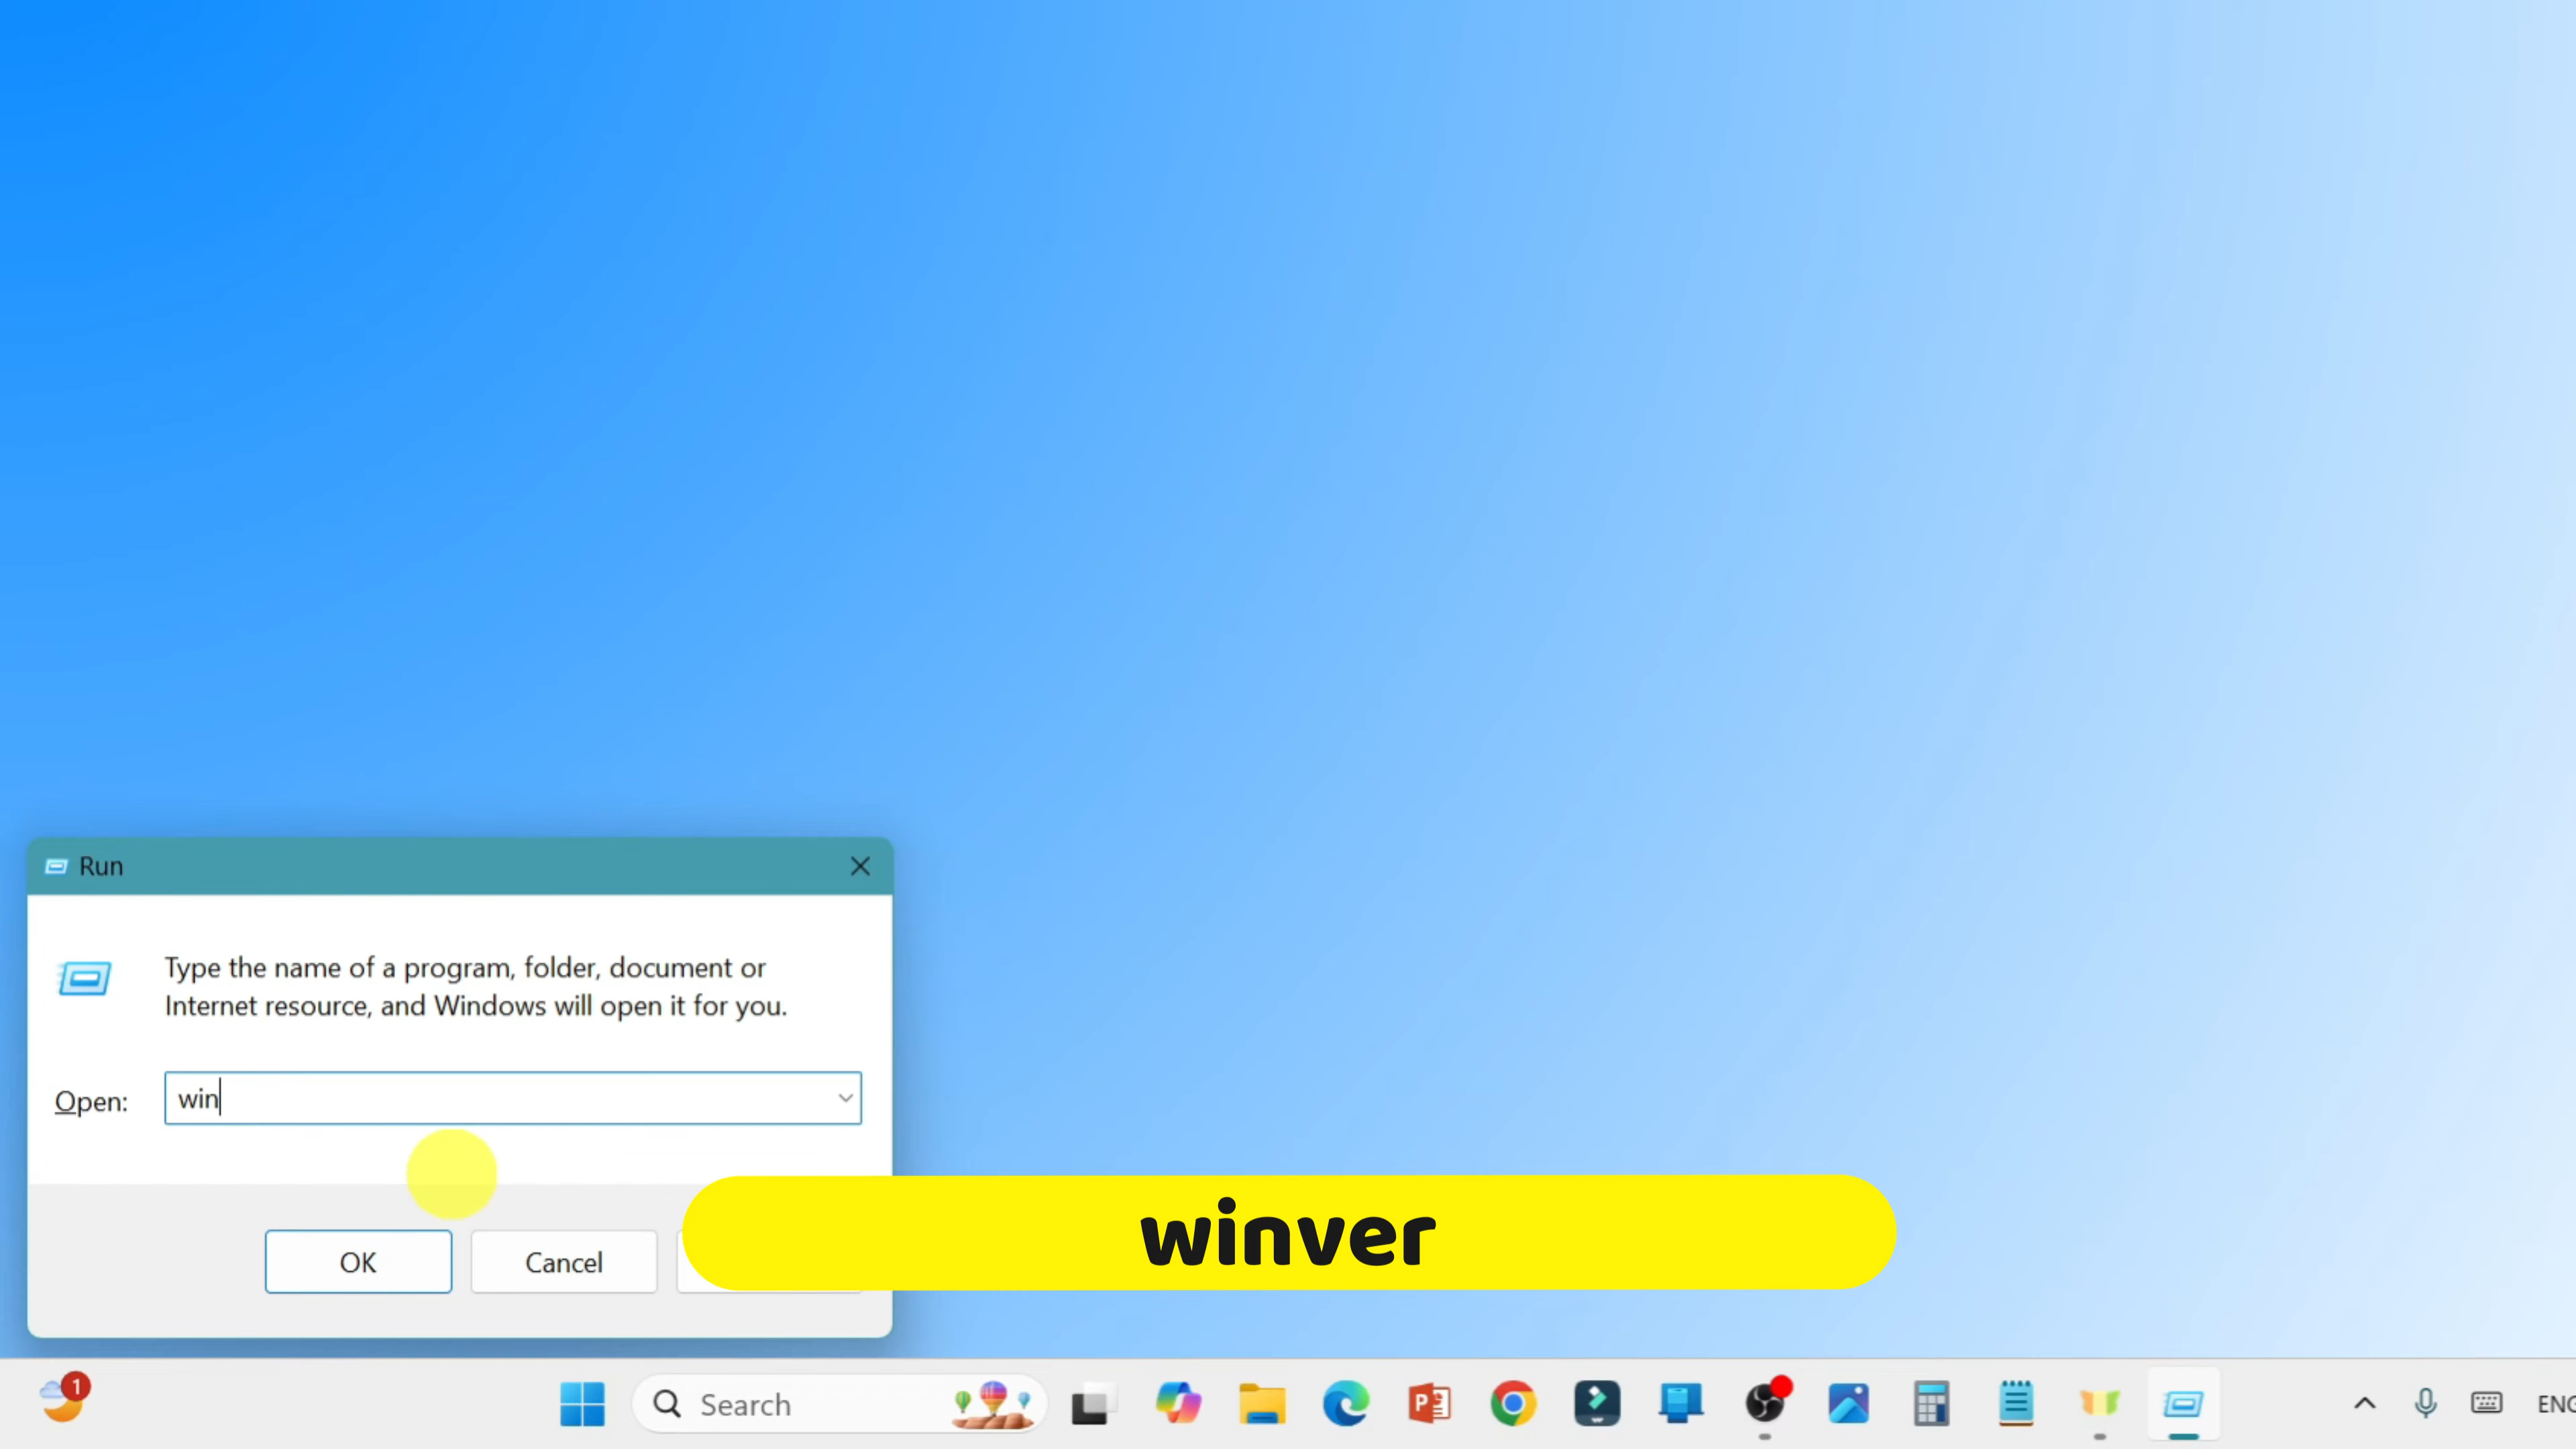 Run
Type the name of a program, folder, document or
Internet resource, and Windows will open it for you.
Open:
win
winver
OK
Cancel
1
Search
ENG